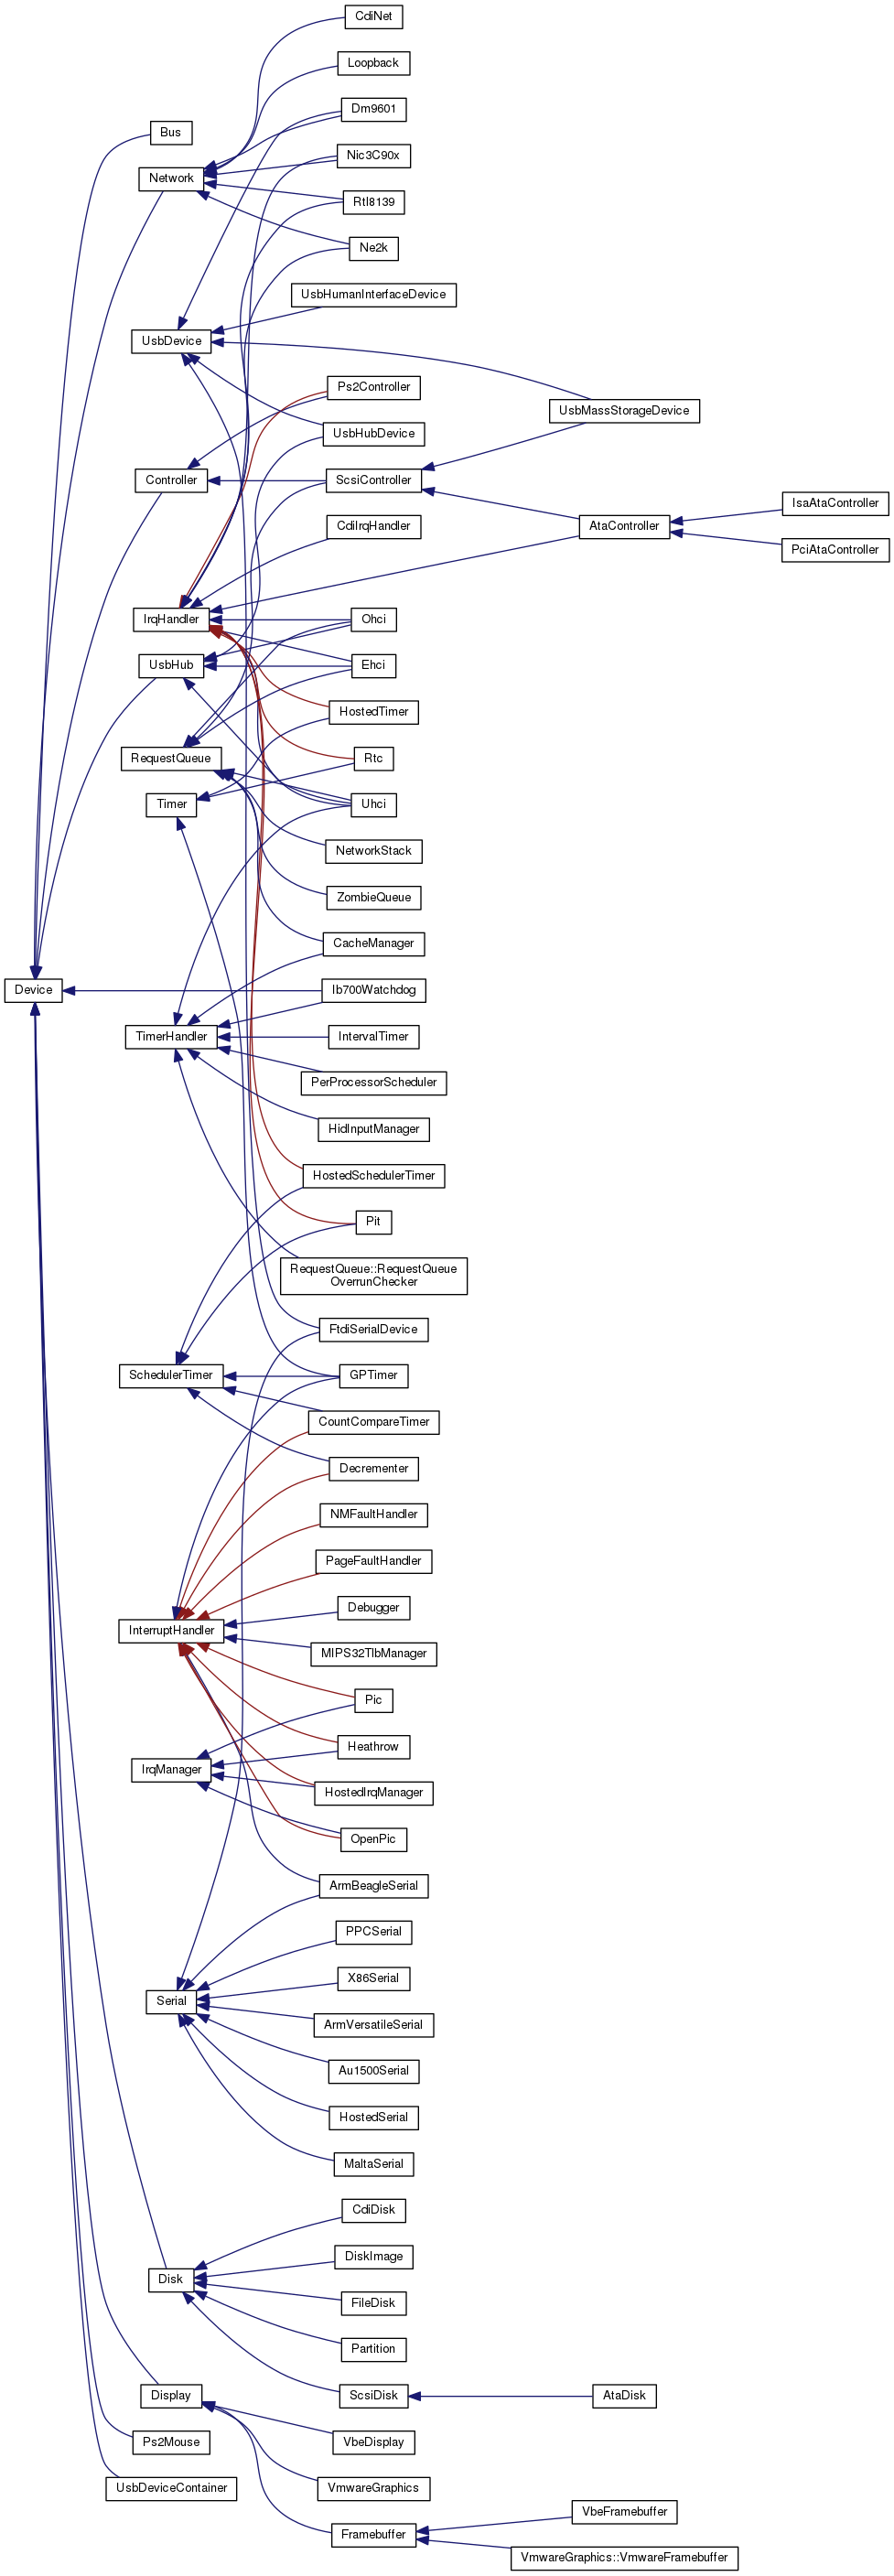 CdiNet
Loopback
Dm9601
Bus
Nic3C90x
Network
Rtl8139
Ne2k
UsbHumanInterfaceDevice
UsbDevice
Ps2Controller
UsbMassStorageDevice
UsbHubDevice
Controller
ScsiController
IsaAtaController
CdiIrqHandler
AtaController
PciAtaController
IrqHandler
Ohci
UsbHub
Ehci
HostedTimer
RequestQueue
Rtc
Timer
Uhci
NetworkStack
ZombieQueue
CacheManager
Device
Ib700Watchdog
TimerHandler
IntervalTimer
PerProcessorScheduler
HidInputManager
HostedSchedulerTimer
Pit
RequestQueue::RequestQueue
OverrunChecker
FtdiSerialDevice
SchedulerTimer
GPTimer
CountCompareTimer
Decrementer
NMFaultHandler
PageFaultHandler
Debugger
InterruptHandler
MIPS32TlbManager
Pic
Heathrow
IrqManager
HostedIrqManager
OpenPic
ArmBeagleSerial
PPCSerial
X86Serial
Serial
ArmVersatileSerial
Au1500Serial
HostedSerial
MaltaSerial
CdiDisk
DiskImage
Disk
FileDisk
Partition
Display
ScsiDisk
AtaDisk
Ps2Mouse
VbeDisplay
UsbDeviceContainer
VmwareGraphics
VbeFramebuffer
Framebuffer
VmwareGraphics::VmwareFramebuffer